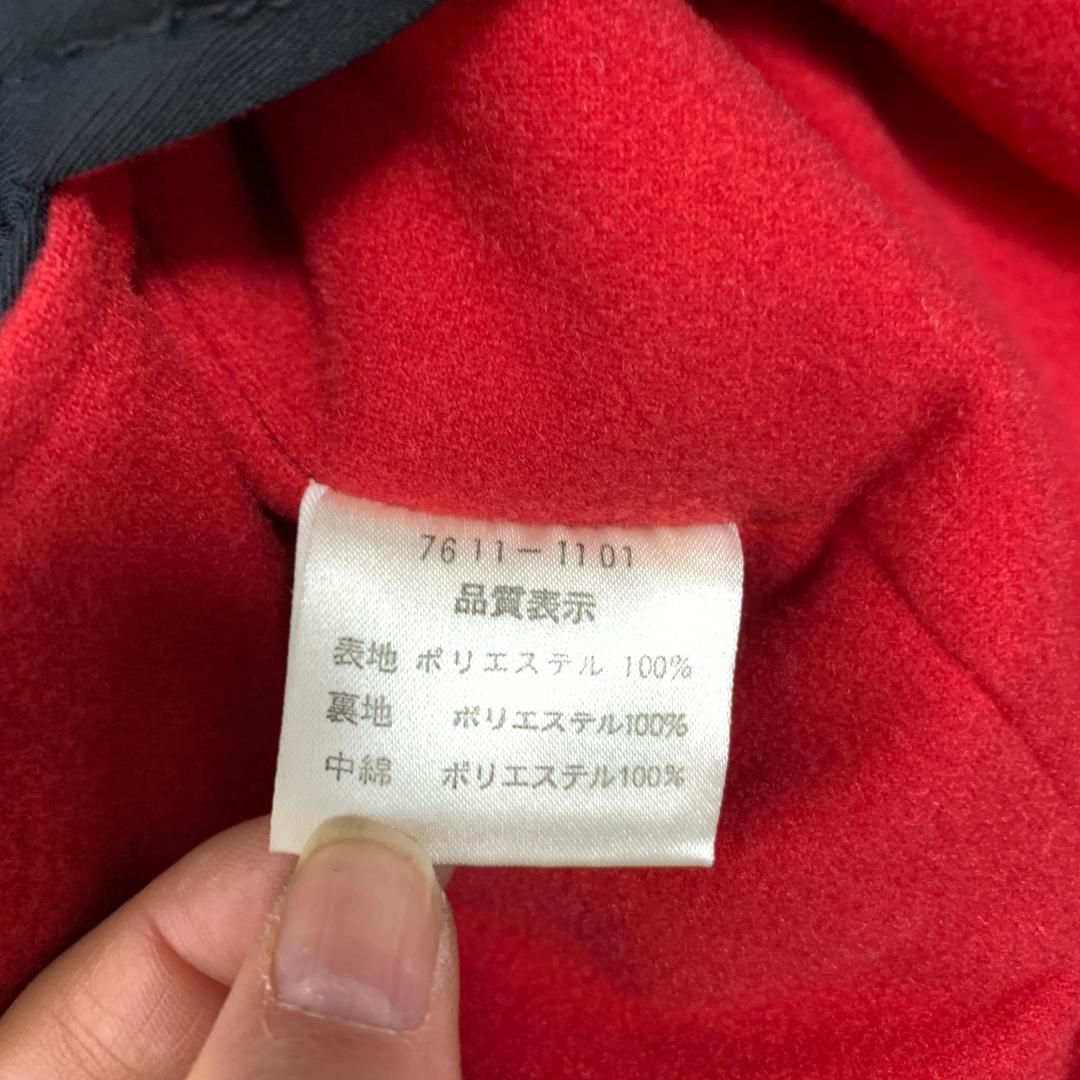 7611-1101
品質表示
表地 ポリエステル 100%
裏地 ポリエステル100%
中綿 ポリエステル100%